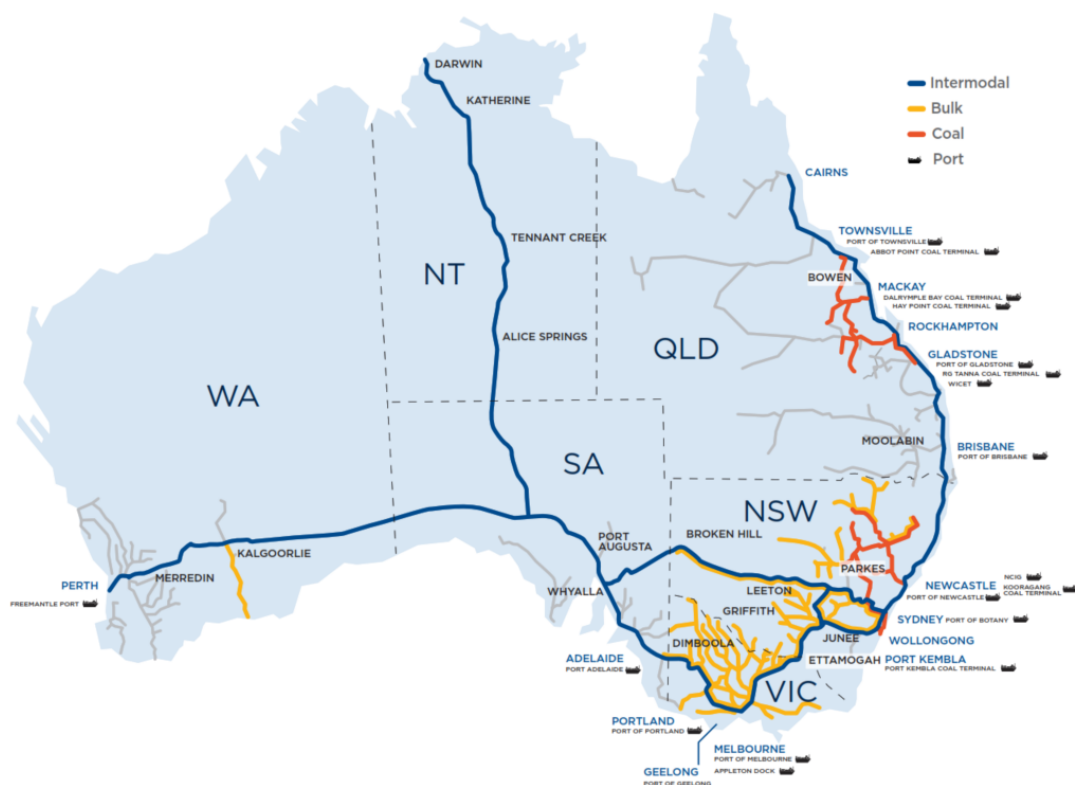 DARWIN
KATHERINE
Intermodal
Bulk
Coal
Port
CAIRNS
TOWNSVILLE
PORT OF TOWNSVILLE
ABBOT POINT COAL TERMINAL
TENNANT CREEK
NT
BOWEN
MACKAY
DALRYMPLE BAY COAL TERMINAL
HAY POINT COAL TERMINAL
ROCKHAMPTON
ALICE SPRINGS
QLD
GLADSTONE
PORT OF GLADSTONE
RG TANNA COAL TERMINAL
WICET
WA
MOOLABIN
BRISBANE
PORT OF BRISBANE
SA
NSW
BROKEN HILL
PORT
AUGUSTA
KALGOORLIE
PARKES
MERREDIN
PERTH
FREEMANTLE PORT
WHYALLA
LEETON
NEWCASTLE
PORT OF NEWCASTLE
NCIG
KOORAGANG
COAL TERMINAL
GRIFFITH
SYDNEY PORT OF BOTANY
JUNEE
WOLLONGONG
DIMBOOLA
ETTAMOGAH
PORT KEMBLA
PORT KEMBLA COAL TERMINAL
ADELAIDE
PORT ADELAIDE
VIC
PORTLAND
PORT OF PORTLAND
MELBOURNE
PORT OF MELBOURNE
APPLETON DOCK
GEELONG
PORT OF GEELONG